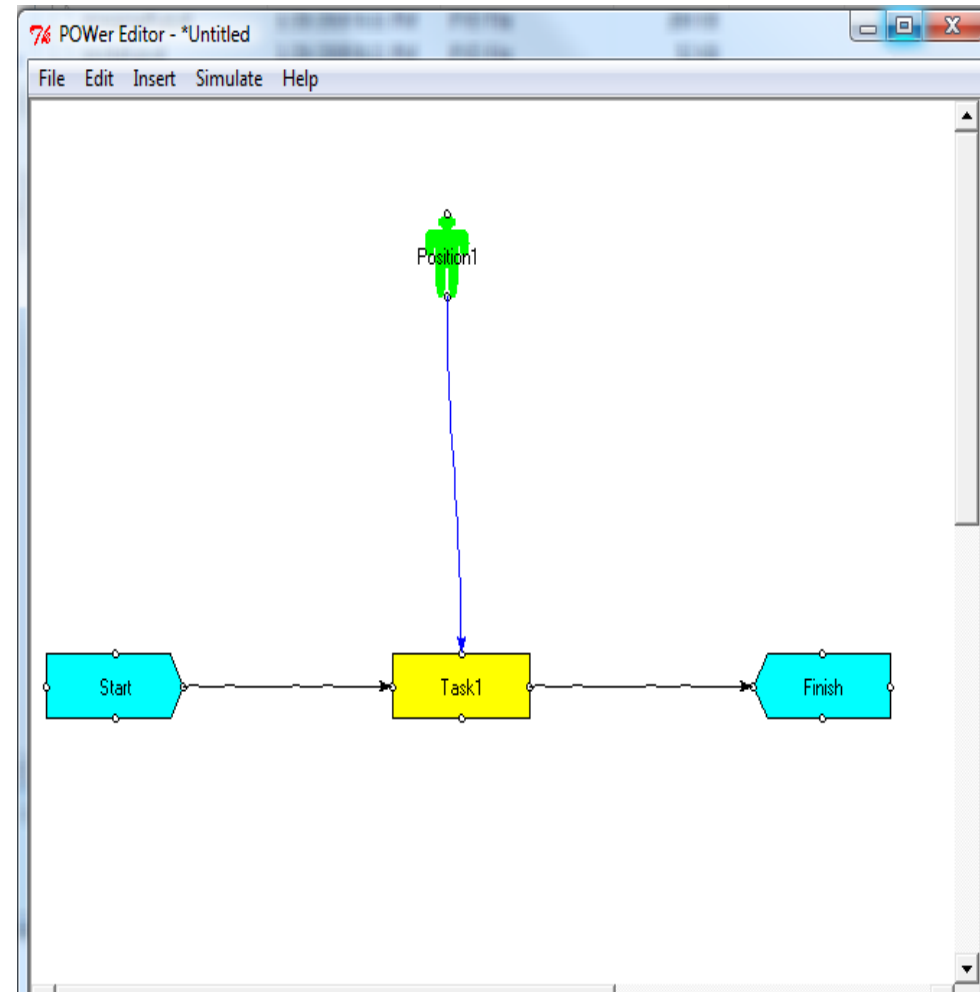 POWer Editor - *Untitled
File Edit Insert Simulate Help
Position1
Start Task1 Finish